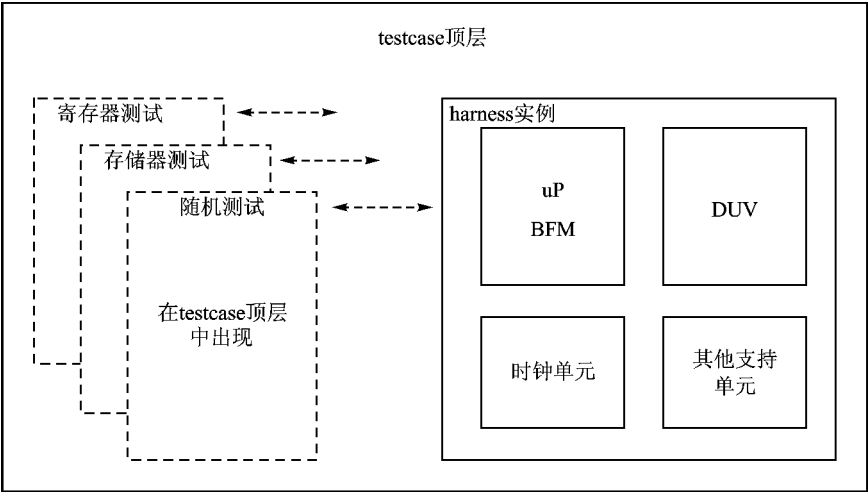 testcase顶层
寄存器测试
存储器测试
随机测试
在testcase顶层
中出现
harness实例
uP
BFM
DUV
时钟单元
其他支持
单元